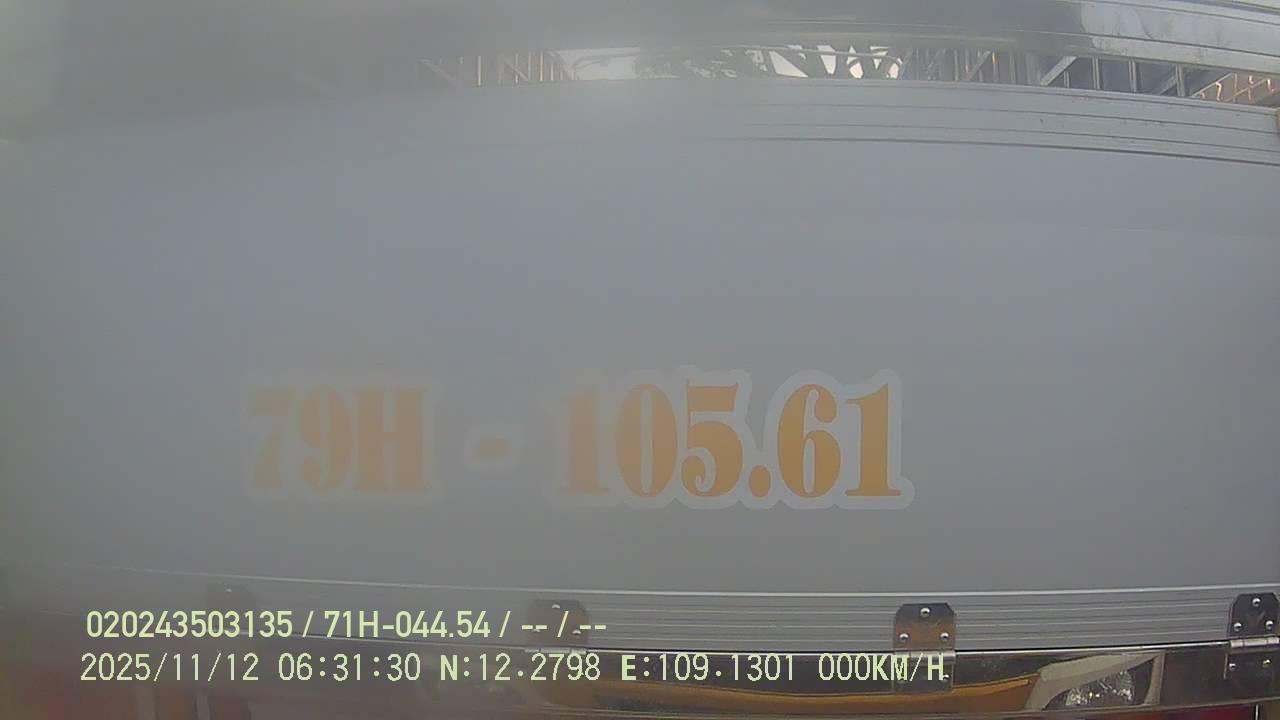 79H - 105.61
020243503135 / 71H-044.54 / -- / --
2025/11/12 06:31:30 N:12.2798 E:109.1301 000KM/H